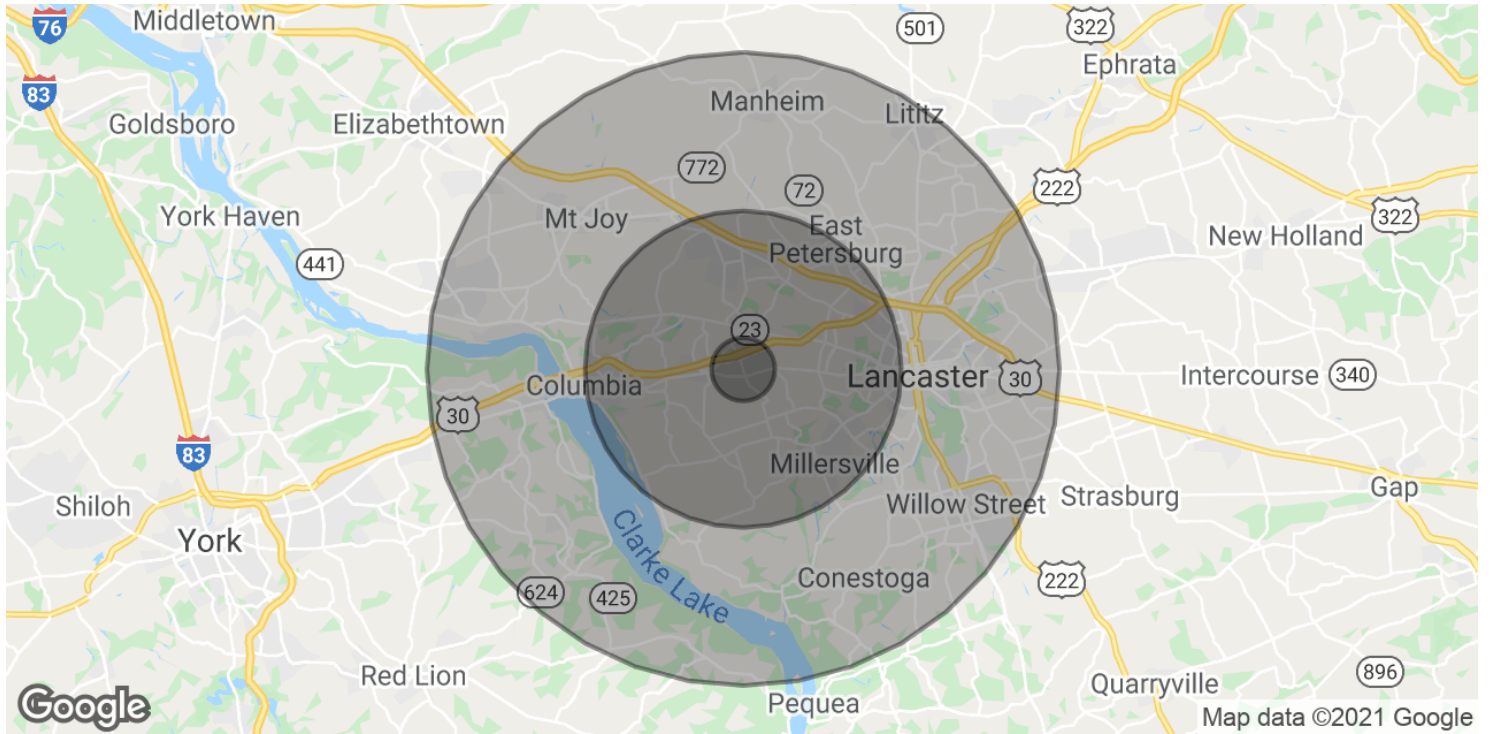 76
Middletown
501
322
Ephrata
83
Goldsboro
Elizabethtown
Manheim
Lititz
772
72
222
York Haven
Mt Joy
East
Petersburg
322
New Holland
441
23
Columbia
Lancaster
30
Intercourse
340
30
83
Millersville
Shiloh
Willow Street
Strasburg
Gap
York
Clarke Lake
Conestoga
222
624
425
Red Lion
896
Quarryville
Pequea
Google
Map data ©2021 Google